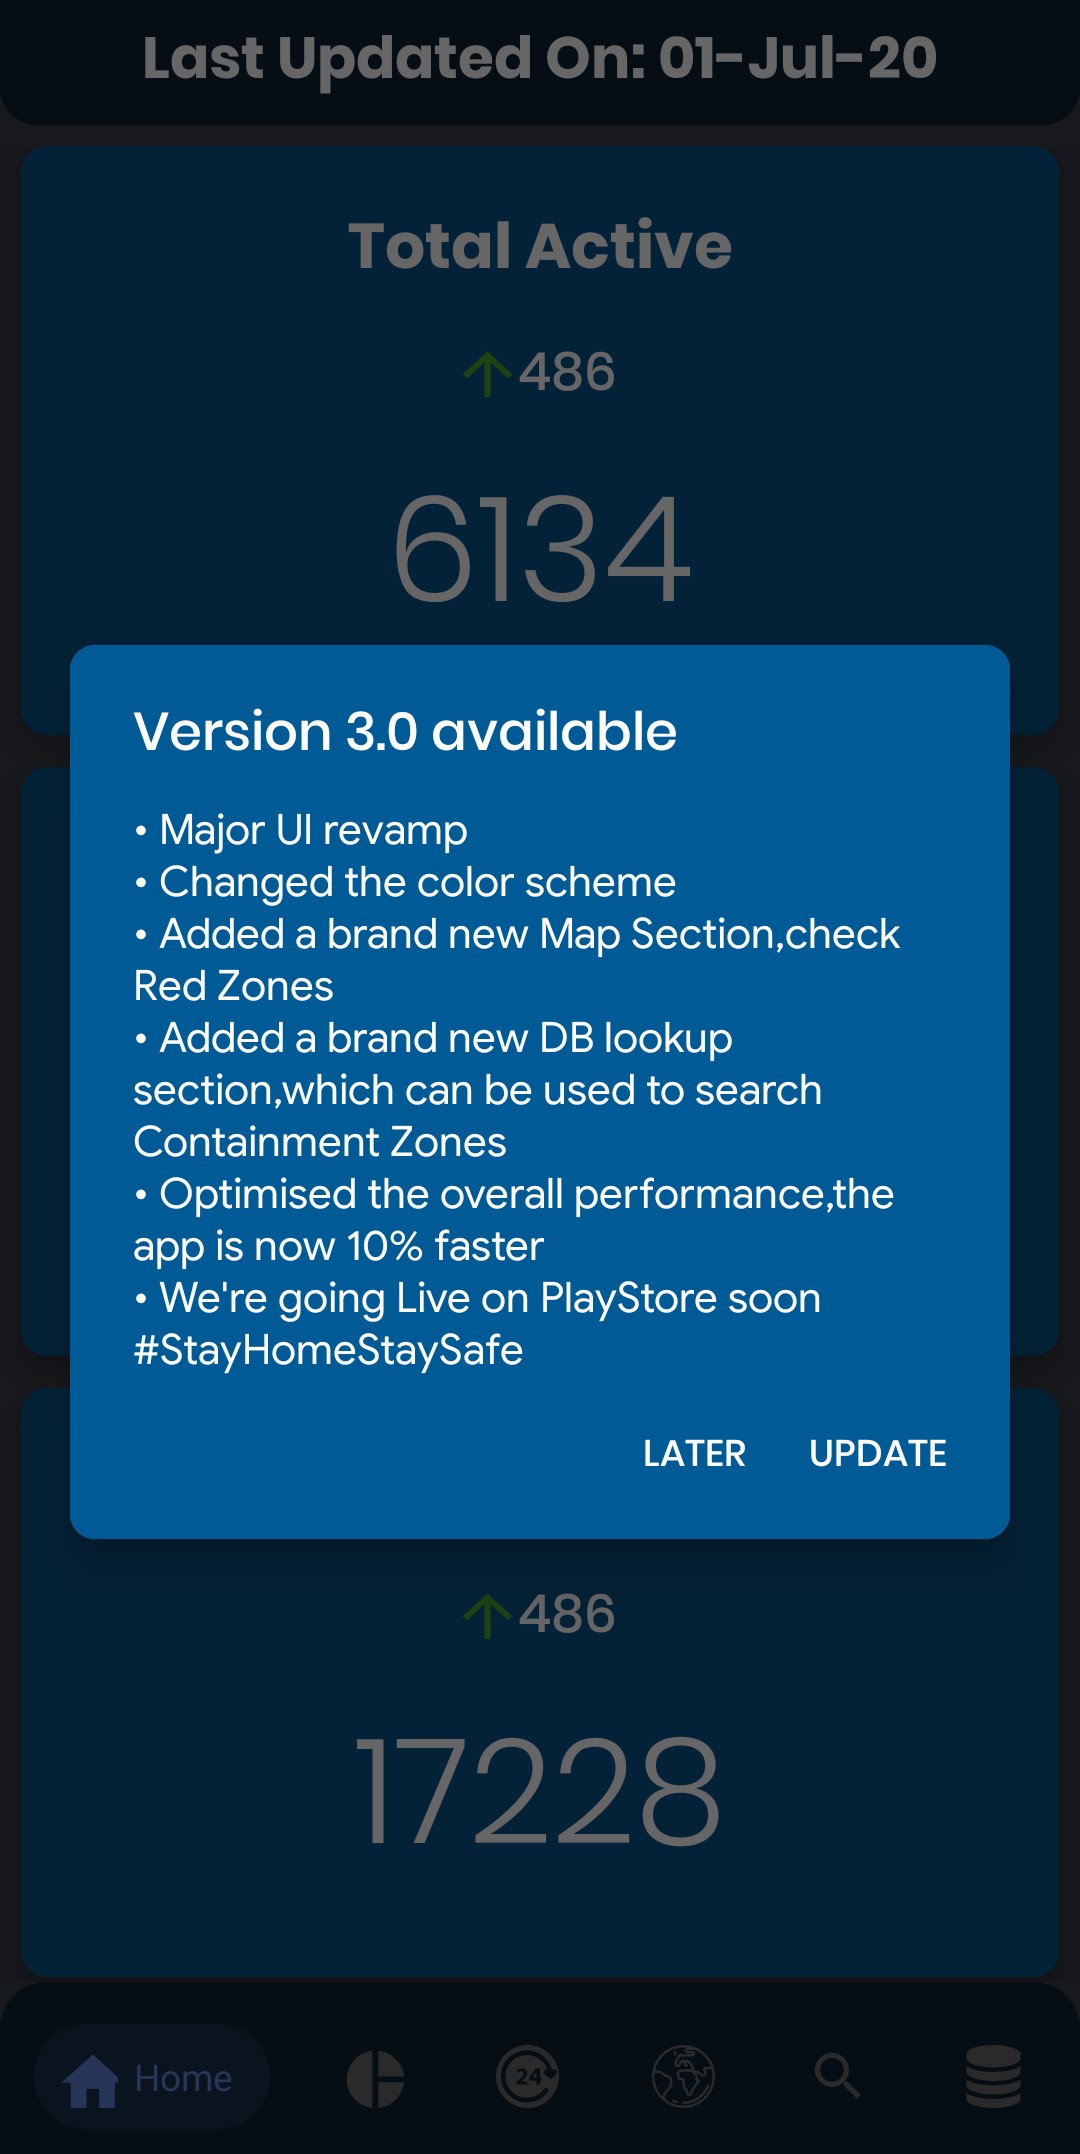 Last Updated On: 01-Jul-20
Total Active
486
6134
Version 3.0 available
• Major UI revamp
• Changed the color scheme
• Added a brand new Map Section,check
Red Zones
• Added a brand new DB lookup
section,which can be used to search
Containment Zones
• Optimised the overall performance,the
app is now 10% faster
• We're going Live on PlayStore soon
#StayHomeStaySafe
LATER UPDATE
486
17228
Home 24